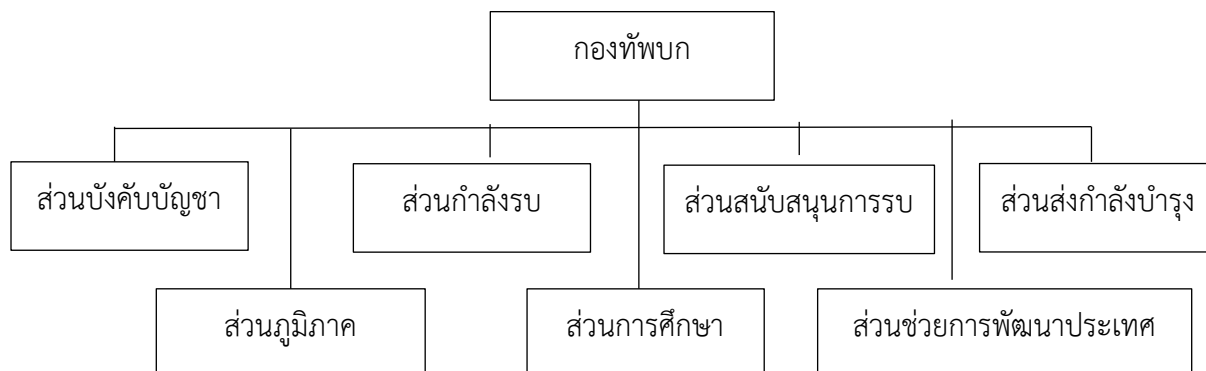 กองทัพบก
ส่วนบังคับบัญชา
ส่วนกำลังรบ
ส่วนสนับสนุนการรบ
ส่วนส่งกำลังบำรุง
ส่วนภูมิภาค
ส่วนการศึกษา
ส่วนช่วยการพัฒนาประเทศ